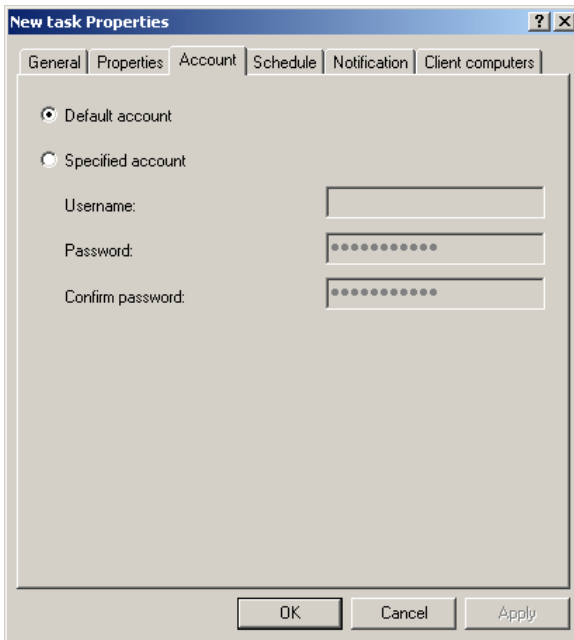 New task Properties
General Properties Account Schedule Notification Client computers
Default account
Specified account
Username:
Password:
Confirm password:
OK Cancel Apply